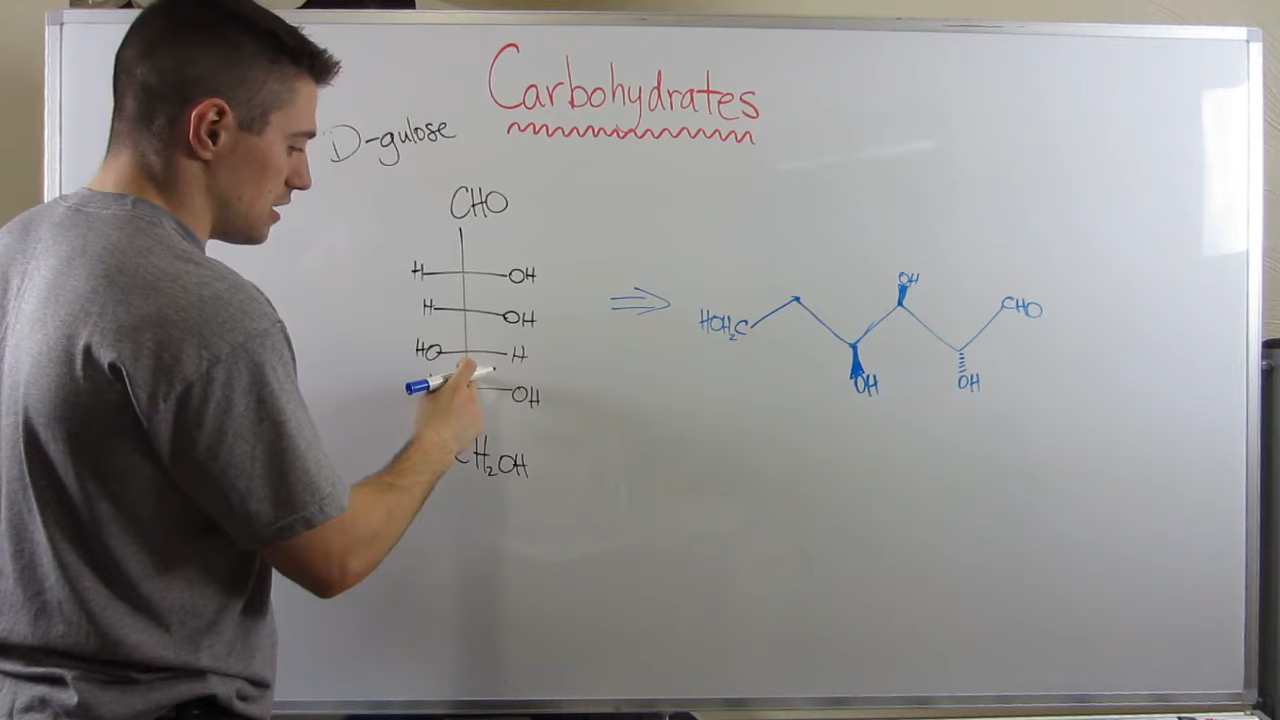 Carbohydrates
D-gulose
CHO
H OH
H OH
HO H
OH
CH₂OH
⇒
OH
HOH₂C CHO
OH OH